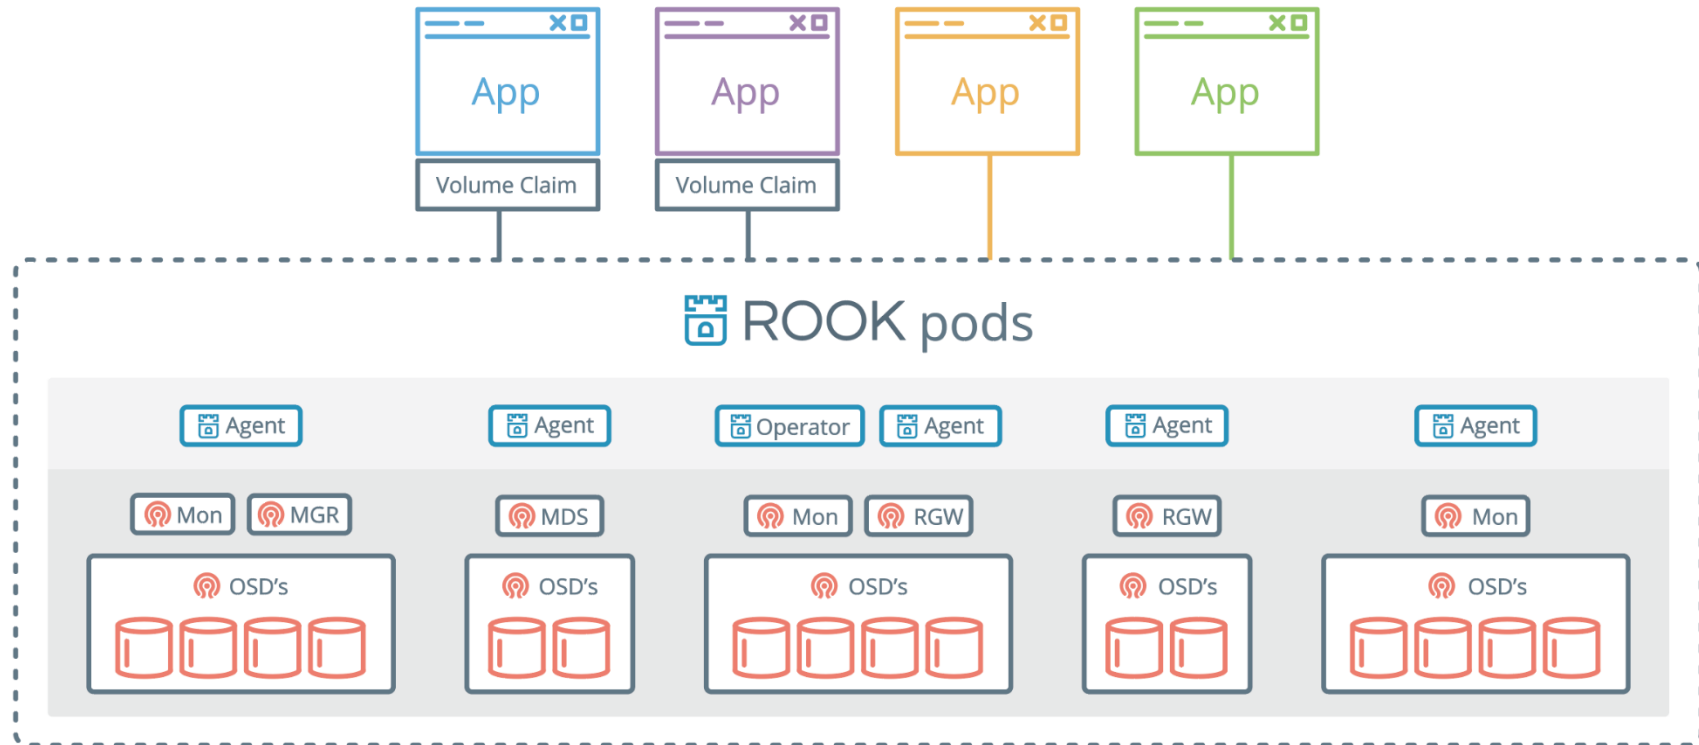 App
App
App
App
Volume Claim
Volume Claim
ROOK pods
Agent
Agent
Operator
Agent
Agent
Agent
Mon
MGR
MDS
Mon
RGW
RGW
Mon
OSD’s
OSD’s
OSD’s
OSD’s
OSD’s